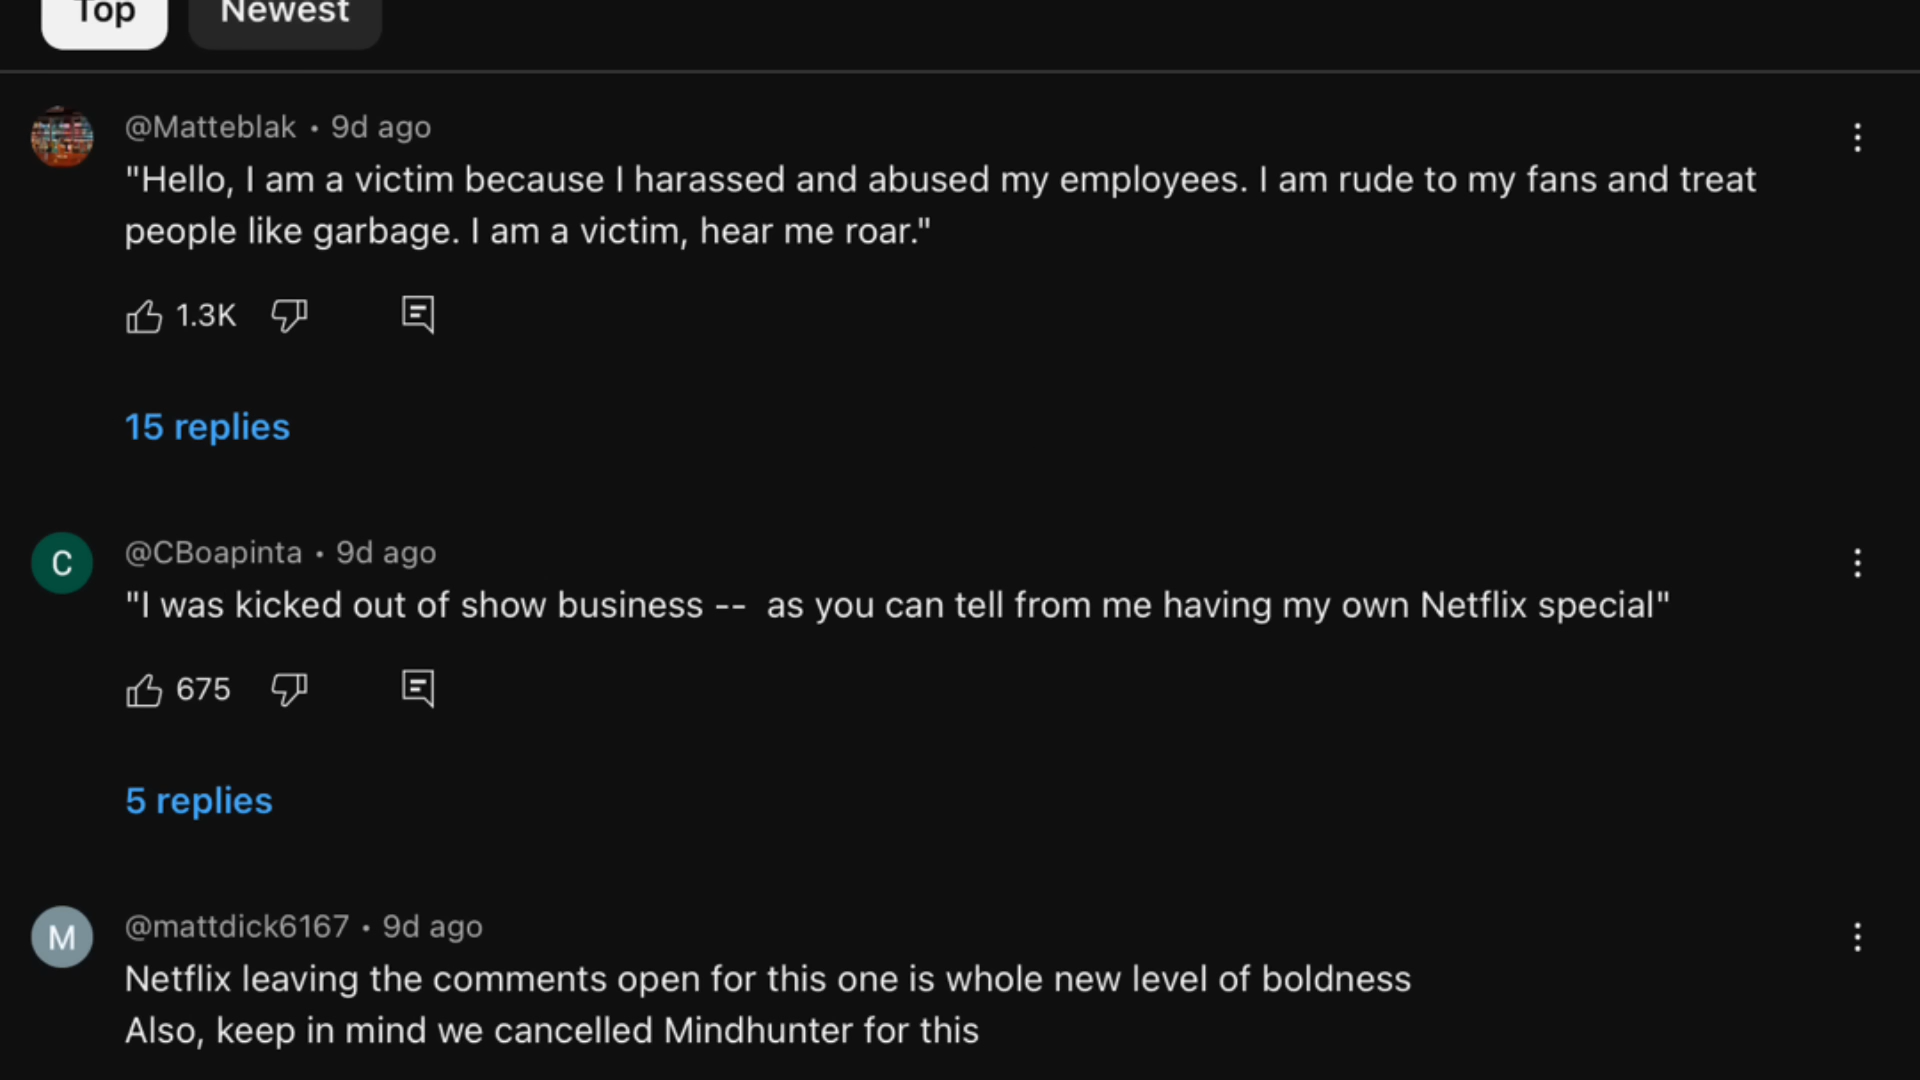 Top Newest
@Matteblak • 9d ago
"Hello, I am a victim because I harassed and abused my employees. I am rude to my fans and treat
people like garbage. I am a victim, hear me roar."
1.3K
15 replies
C
@CBoapinta • 9d ago
"I was kicked out of show business --  as you can tell from me having my own Netflix special"
675
5 replies
M
@mattdick6167 • 9d ago
Netflix leaving the comments open for this one is whole new level of boldness
Also, keep in mind we cancelled Mindhunter for this